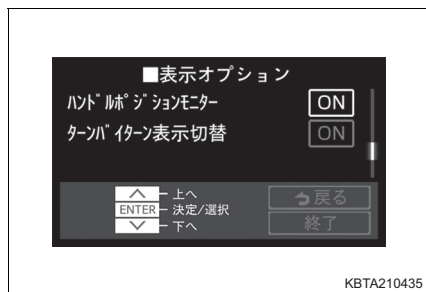 ■表示オプション
ﾊﾝﾄﾞﾙﾎﾟｼﾞｼｮﾝﾓﾆﾀｰ ON
ﾀｰﾝﾊﾞｲﾀｰﾝ表示切替 ON
上へ
ENTER 決定/選択
下へ
戻る
終了
KBTA210435